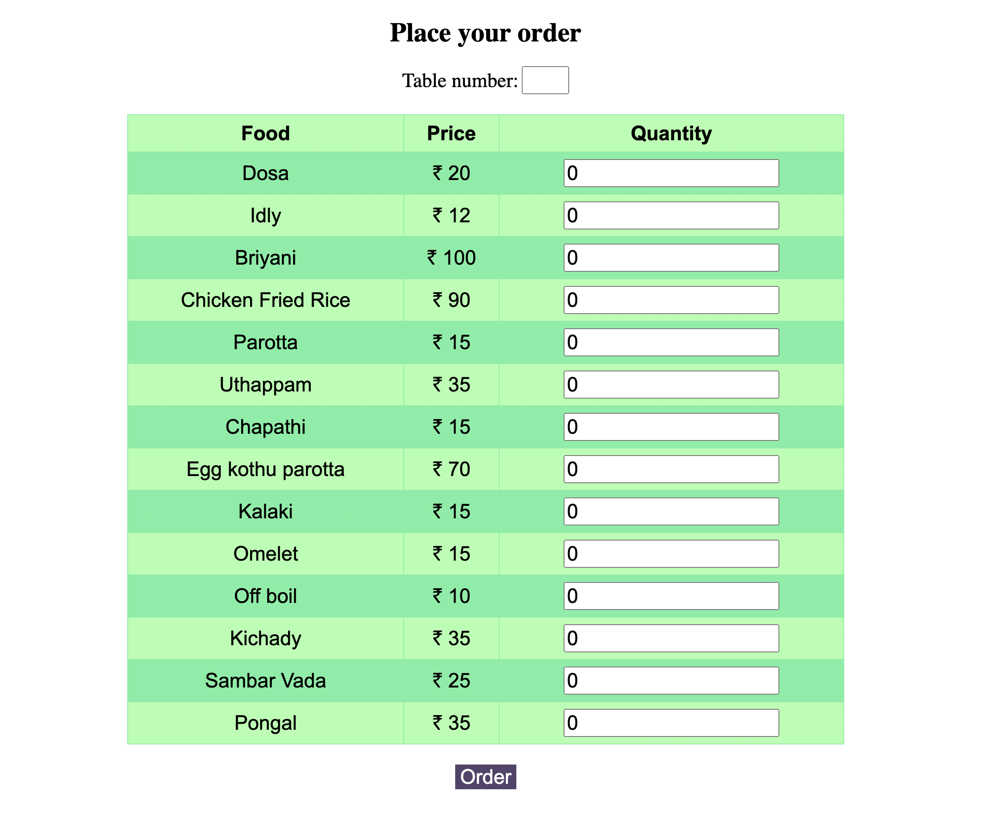 Place your order
Table number:
Food Price Quantity
Dosa ₹ 20 0
Idly ₹ 12 0
Briyani ₹ 100 0
Chicken Fried Rice ₹ 90 0
Parotta ₹ 15 0
Uthappam ₹ 35 0
Chapathi ₹ 15 0
Egg kothu parotta ₹ 70 0
Kalaki ₹ 15 0
Omelet ₹ 15 0
Off boil ₹ 10 0
Kichady ₹ 35 0
Sambar Vada ₹ 25 0
Pongal ₹ 35 0
Order